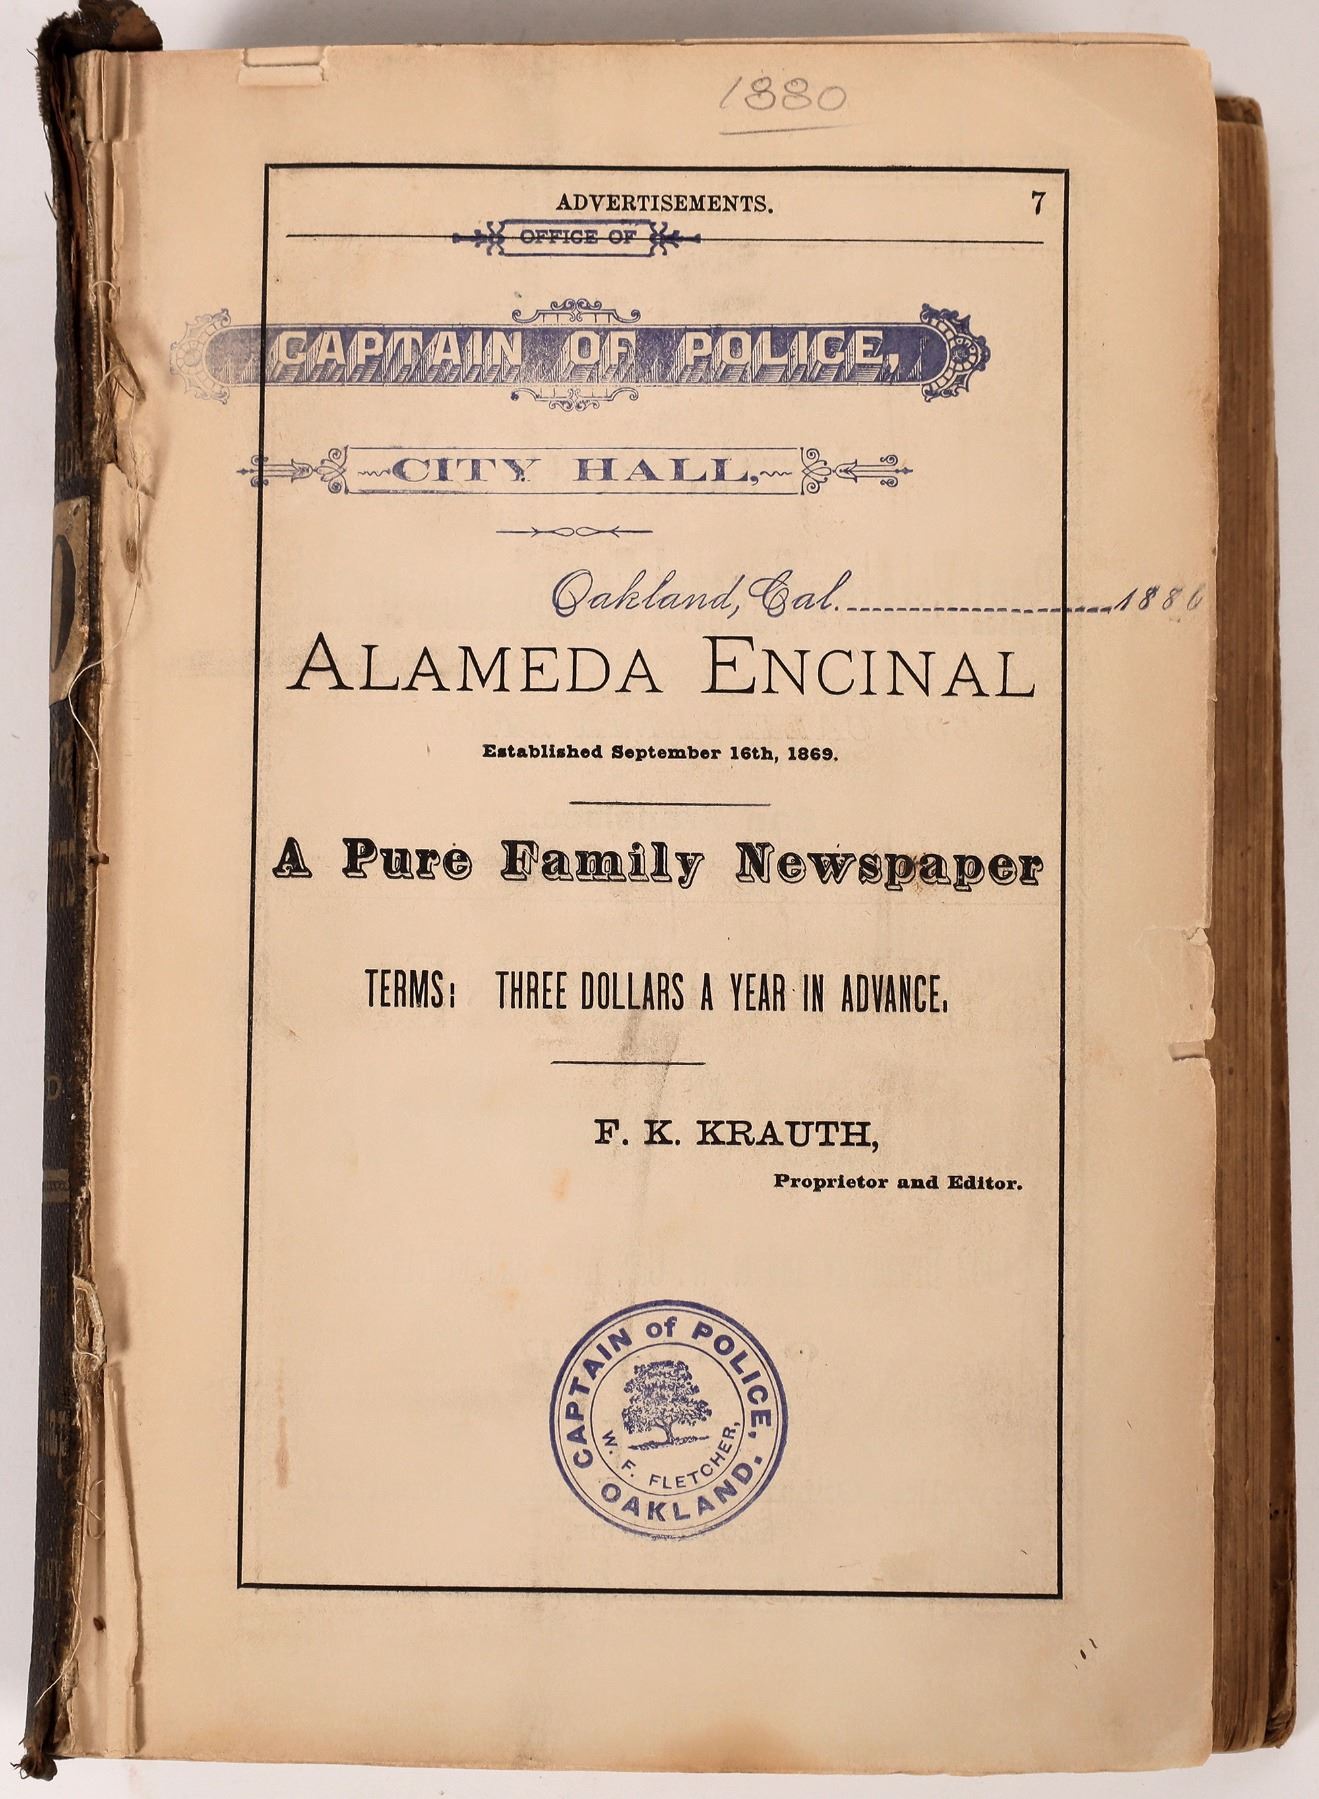 1880
ADVERTISEMENTS. 7
OFFICE OF
CAPTAIN OF POLICE,
CITY HALL,
Oakland, Cal. 1886
ALAMEDA ENCINAL
Established September 16th, 1869.
A Pure Family Newspaper
TERMS: THREE DOLLARS A YEAR IN ADVANCE.
F. K. KRAUTH,
Proprietor and Editor.
CAPTAIN of POLICE,
W. F. FLETCHER,
OAKLAND.